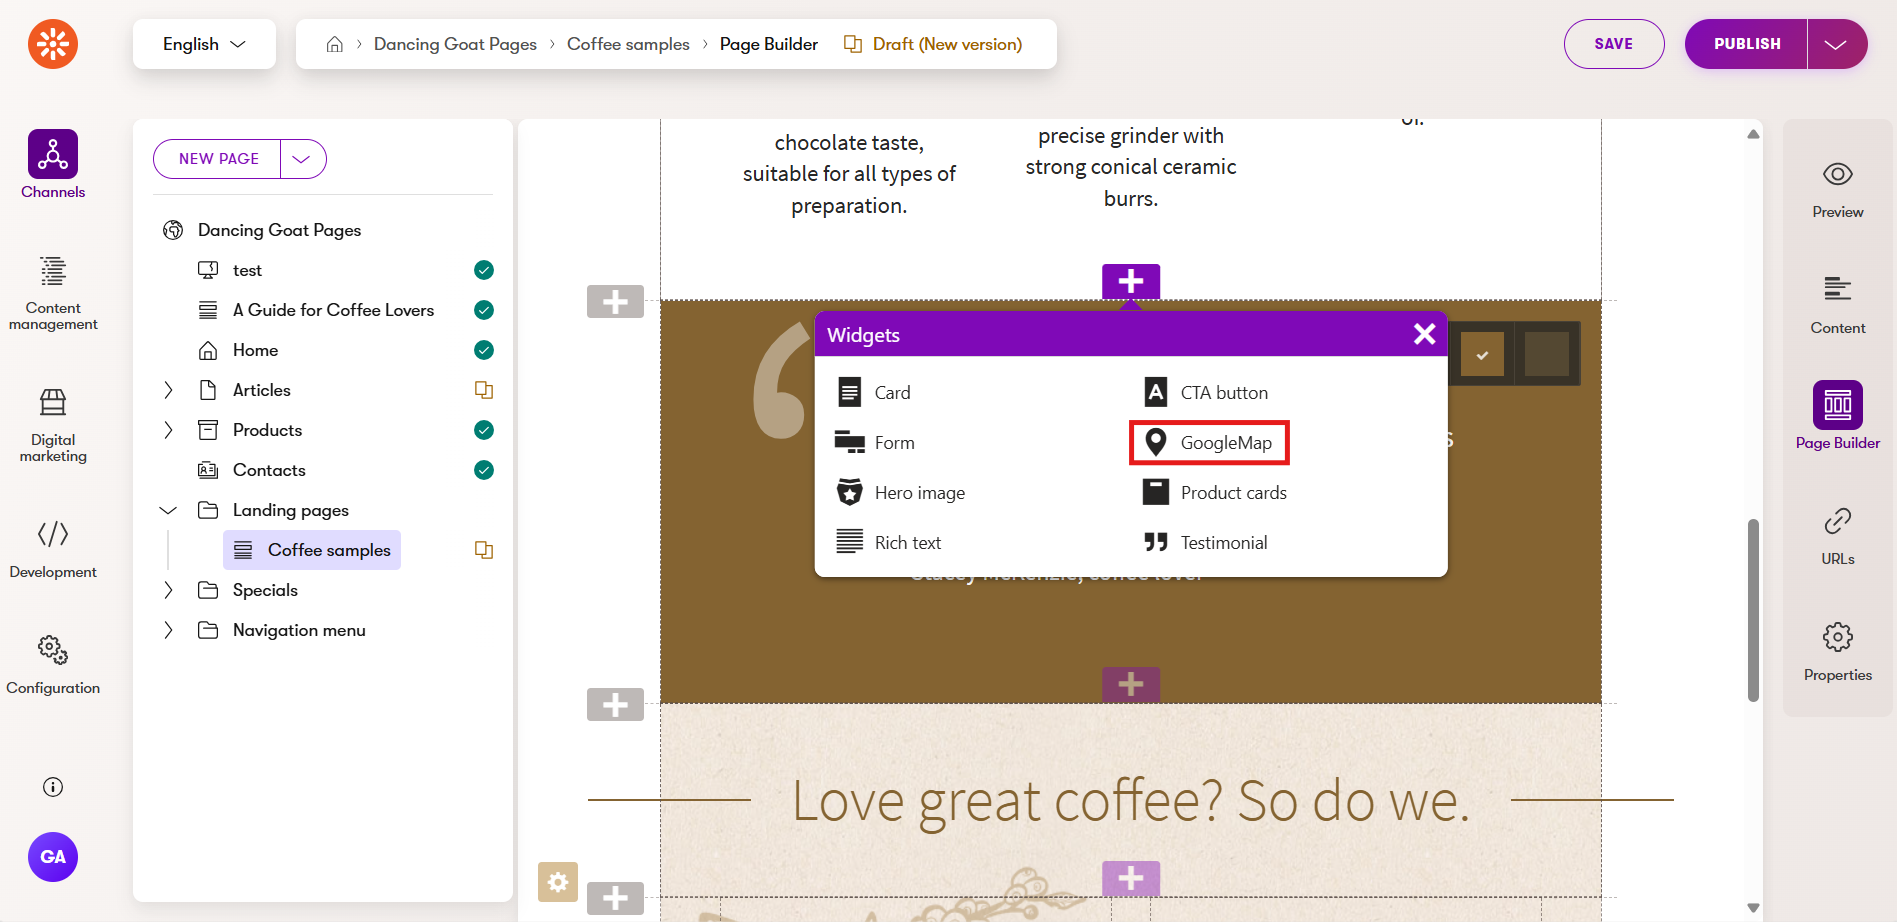 English
Dancing Goat Pages
Coffee samples
Page Builder
Draft (New version)
SAVE
PUBLISH
Channels
Content
management
Digital
marketing
Development
Configuration
GA
NEW PAGE
Dancing Goat Pages
test
A Guide for Coffee Lovers
Home
Articles
Products
Contacts
Landing pages
Coffee samples
Specials
Navigation menu
chocolate taste,
suitable for all types of
preparation.
precise grinder with
strong conical ceramic
burrs.
of.
Widgets
Card
CTA button
Form
GoogleMap
Hero image
Product cards
Rich text
Testimonial
s
Stacey McKenzie, coffee lover
Love great coffee? So do we.
Preview
Content
Page Builder
URLs
Properties